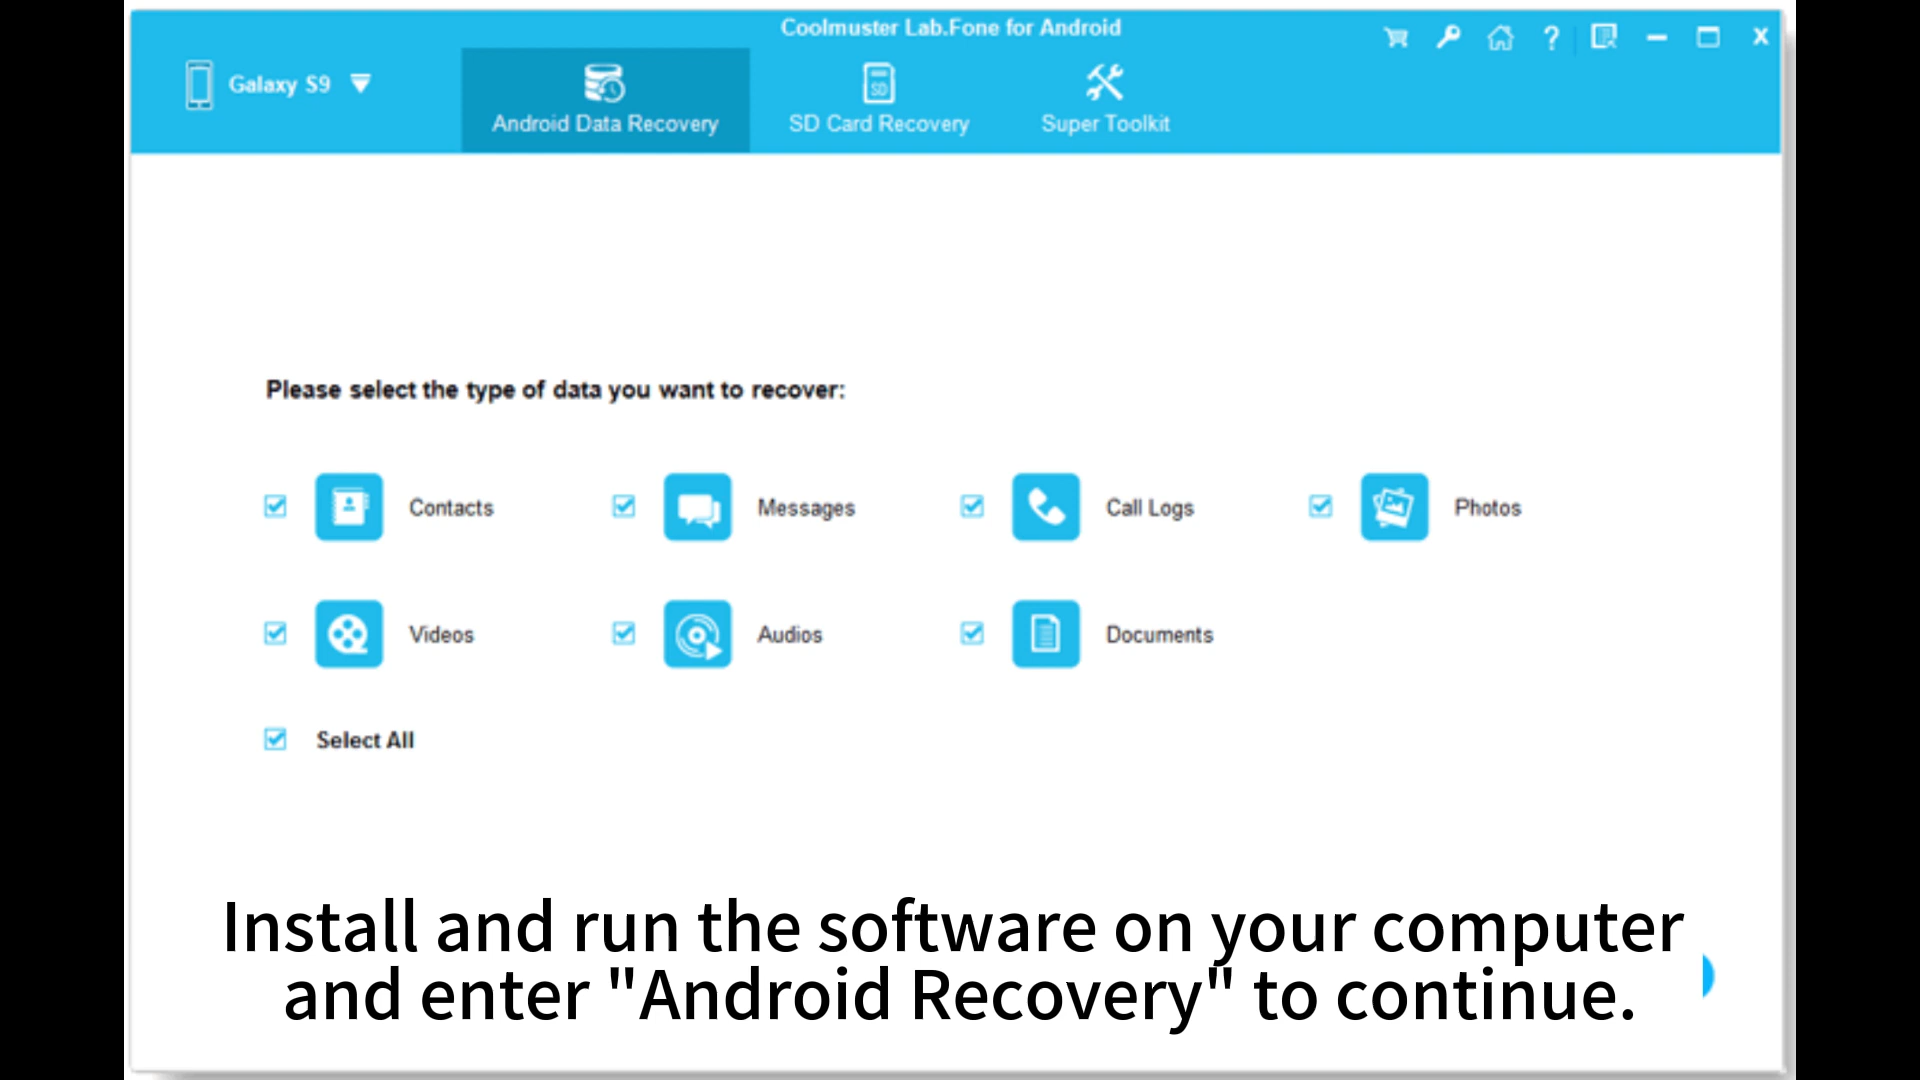 Coolmuster Lab.Fone for Android
Galaxy S9
Android Data Recovery
SD
SD Card Recovery
Super Toolkit
?
X
Please select the type of data you want to recover:
Contacts
Messages
Call Logs
Photos
Videos
Audios
Documents
Select All
Install and run the software on your computer
and enter "Android Recovery" to continue.